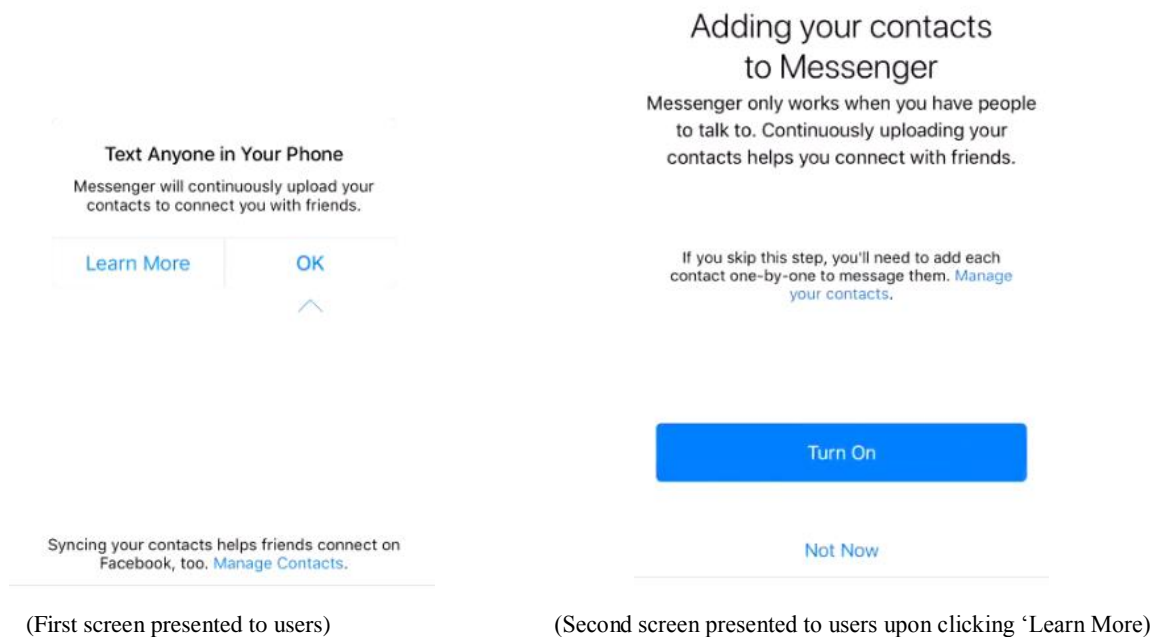 Text Anyone in Your Phone
Messenger will continuously upload your
contacts to connect you with friends.
Learn More
OK
Syncing your contacts helps friends connect on
Facebook, too. Manage Contacts.
(First screen presented to users)
Adding your contacts
to Messenger
Messenger only works when you have people
to talk to. Continuously uploading your
contacts helps you connect with friends.
If you skip this step, you'll need to add each
contact one-by-one to message them. Manage
your contacts.
Turn On
Not Now
(Second screen presented to users upon clicking ‘Learn More)